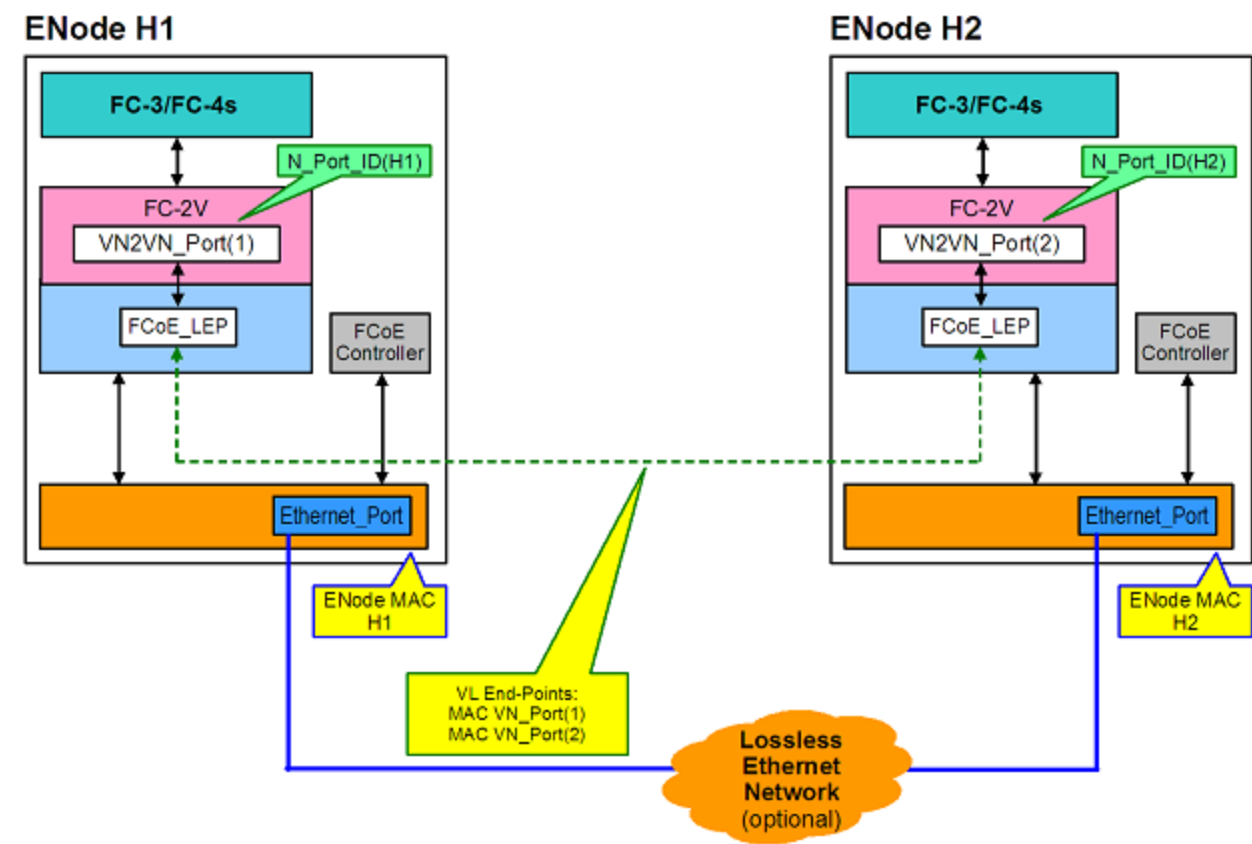 ENode H1
FC-3/FC-4s
N_Port_ID(H1)
FC-2V
VN2VN_Port(1)
FCoE_LEP
FCoE
Controller
Ethernet_Port
ENode MAC
H1
ENode H2
FC-3/FC-4s
N_Port_ID(H2)
FC-2V
VN2VN_Port(2)
FCoE_LEP
FCoE
Controller
Ethernet_Port
ENode MAC
H2
VL End-Points:
MAC VN_Port(1)
MAC VN_Port(2)
Lossless
Ethernet
Network
(optional)